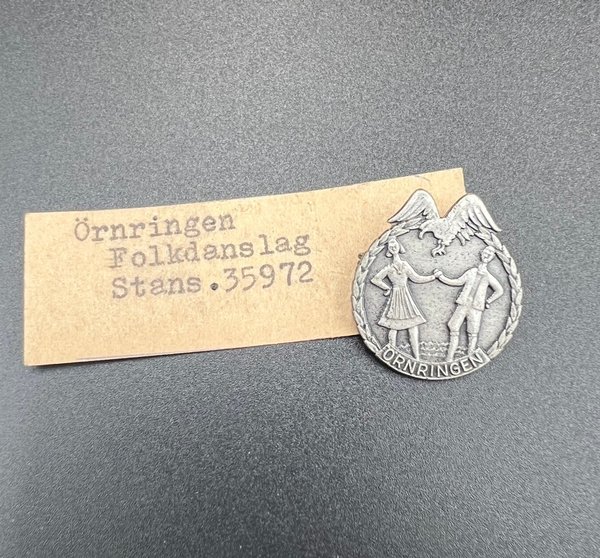 Örnringen
Folkdanslag
Stans.35972
ÖRNRINGEN